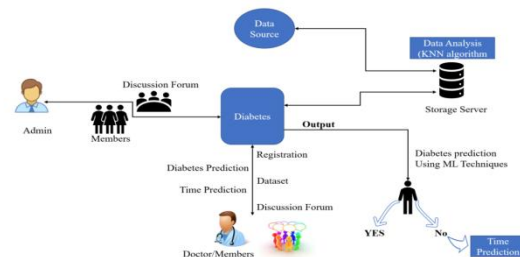 Data
Source
Data Analysis
(KNN algorithm
Storage Server
Discussion Forum
Admin
Members
Diabetes
Output
Registration
Diabetes Prediction
Dataset
Time Prediction
Discussion Forum
Doctor/Members
Diabetes prediction
Using ML Techniques
YES
No
Time
Prediction